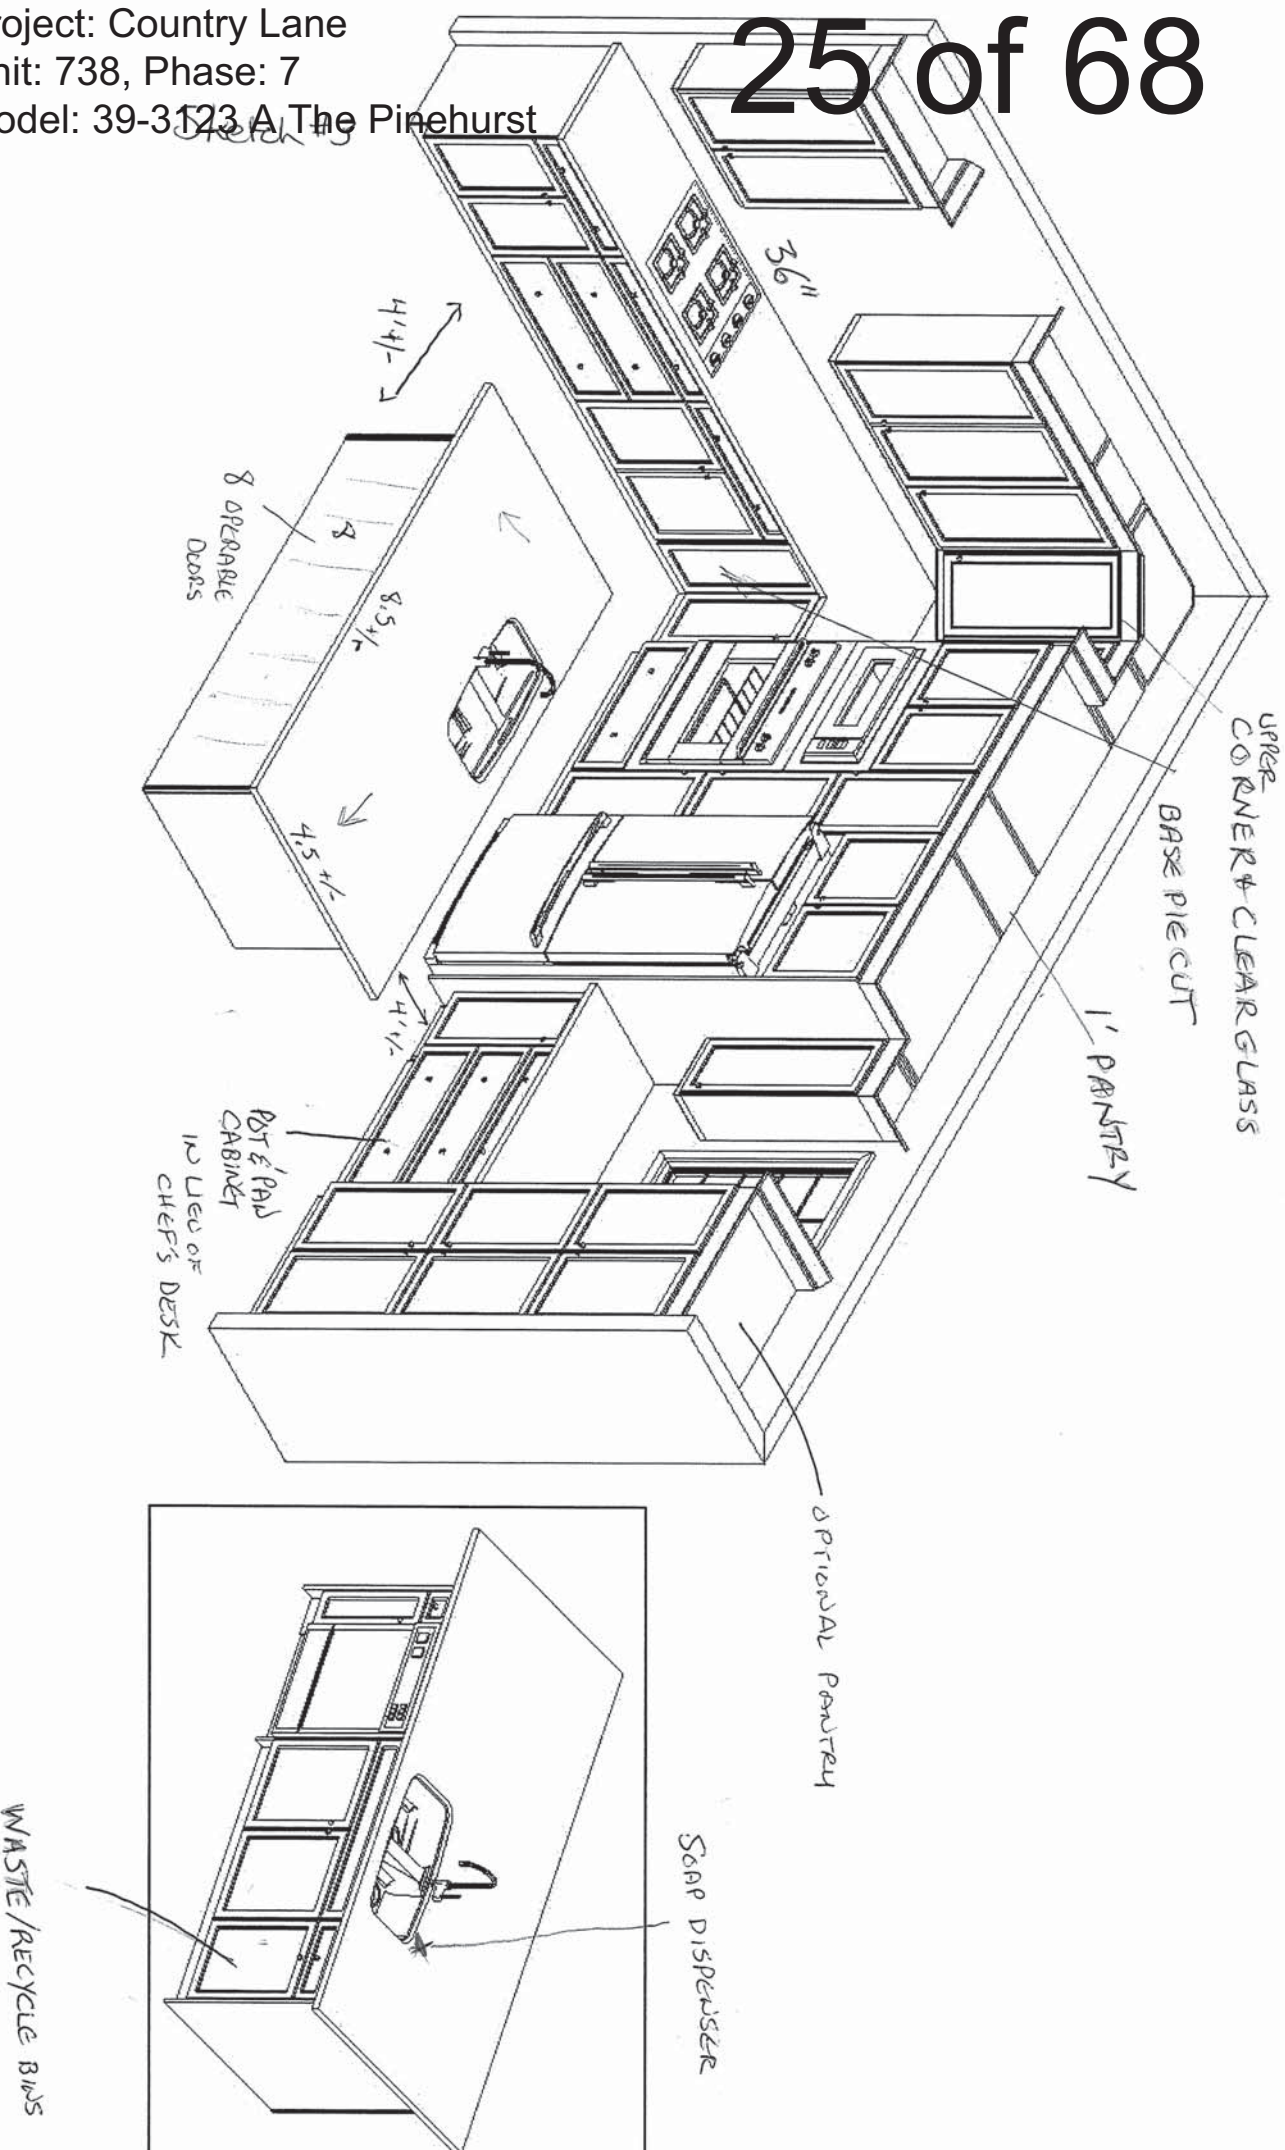 roject: Country Lane
nit: 738, Phase: 7
odel: 39-3123 A The Pinehurst
25 of 68
Sketch #3
36"
4'+/-
8 OPERABLE
DOORS
8
8.5 +/-
4.5 +/-
4'+/-
UPPER
CORNER & CLEAR GLASS
BASE PIE CUT
1' PANTRY
POT & PAN
CABINET
IN LIEU OF
CHEF'S DESK
OPTIONAL PANTRY
SOAP DISPENSER
WASTE/RECYCLE BINS